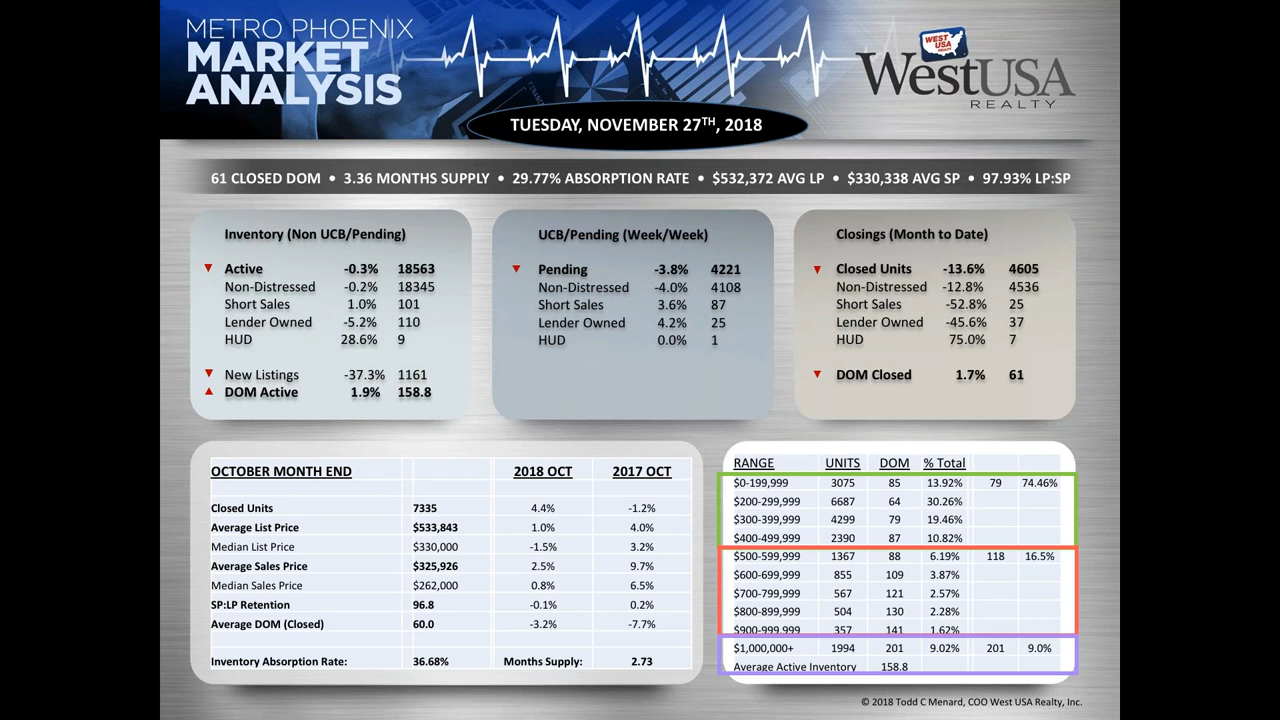 METRO PHOENIX
MARKET
ANALYSIS
WEST
USA
REALTY
WestUSA
REALTY
TUESDAY, NOVEMBER 27TH, 2018
61 CLOSED DOM • 3.36 MONTHS SUPPLY • 29.77% ABSORPTION RATE • $532,372 AVG LP • $330,338 AVG SP • 97.93% LP:SP
Inventory (Non UCB/Pending)
Active -0.3% 18563
Non-Distressed -0.2% 18345
Short Sales 1.0% 101
Lender Owned -5.2% 110
HUD 28.6% 9
New Listings -37.3% 1161
DOM Active 1.9% 158.8
UCB/Pending (Week/Week)
Pending -3.8% 4221
Non-Distressed -4.0% 4108
Short Sales 3.6% 87
Lender Owned 4.2% 25
HUD 0.0% 1
Closings (Month to Date)
Closed Units -13.6% 4605
Non-Distressed -12.8% 4536
Short Sales -52.8% 25
Lender Owned -45.6% 37
HUD 75.0% 7
DOM Closed 1.7% 61
OCTOBER MONTH END 2018 OCT 2017 OCT
Closed Units 7335 4.4% -1.2%
Average List Price $533,843 1.0% 4.0%
Median List Price $330,000 -1.5% 3.2%
Average Sales Price $325,926 2.5% 9.7%
Median Sales Price $262,000 0.8% 6.5%
SP:LP Retention 96.8 -0.1% 0.2%
Average DOM (Closed) 60.0 -3.2% -7.7%
Inventory Absorption Rate: 36.68% Months Supply: 2.73
RANGE UNITS DOM % Total
$0-199,999 3075 85 13.92% 79 74.46%
$200-299,999 6687 64 30.26%
$300-399,999 4299 79 19.46%
$400-499,999 2390 87 10.82%
$500-599,999 1367 88 6.19% 118 16.5%
$600-699,999 855 109 3.87%
$700-799,999 567 121 2.57%
$800-899,999 504 130 2.28%
$900-999,999 357 141 1.62%
$1,000,000+ 1994 201 9.02% 201 9.0%
Average Active Inventory 158.8
© 2018 Todd C Menard, COO West USA Realty, Inc.